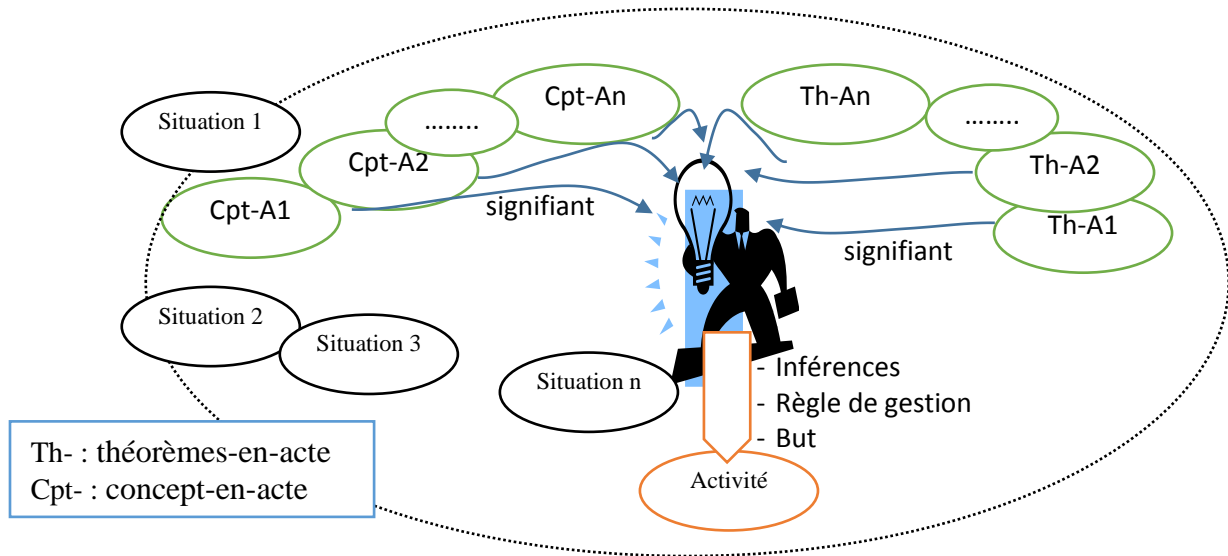 Cpt-An
Th-An
Situation 1
……..
……..
Cpt-A2
Th-A2
Cpt-A1
signifiant
Th-A1
signifiant
Situation 2
Situation 3
Situation n
- Inférences
- Règle de gestion
- But
Th- : théorèmes-en-acte
Cpt- : concept-en-acte
Activité